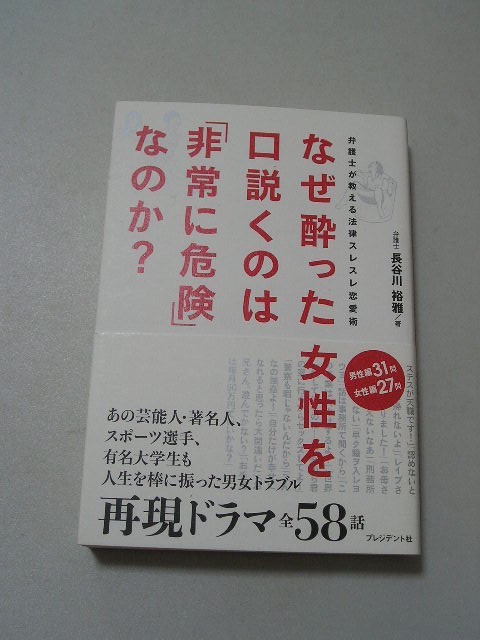 なぜ酔った女性を
口説くのは
「非常に危険」
なのか?
弁護士が教える法律スレスレ恋愛術
弁護士 長谷川 裕雅/著
男性編31問
女性編27問
あの芸能人・著名人、
スポーツ選手、
有名大学生も
人生を棒に振った男女トラブル
再現ドラマ全58話
プレジデント社